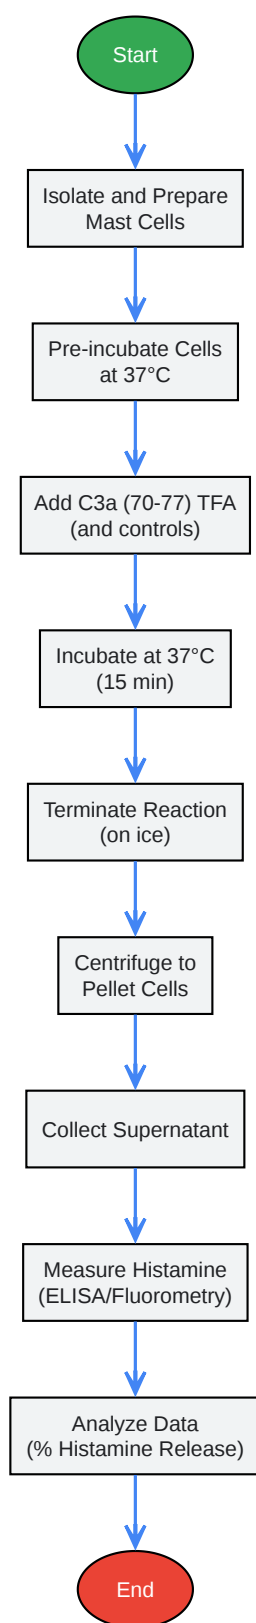 Start
Isolate and Prepare
Mast Cells
Pre-incubate Cells
at 37°C
Add C3a (70-77) TFA
(and controls)
Incubate at 37°C
(15 min)
Terminate Reaction
(on ice)
Centrifuge to
Pellet Cells
Collect Supernatant
Measure Histamine
(ELISA/Fluorometry)
Analyze Data
(% Histamine Release)
End